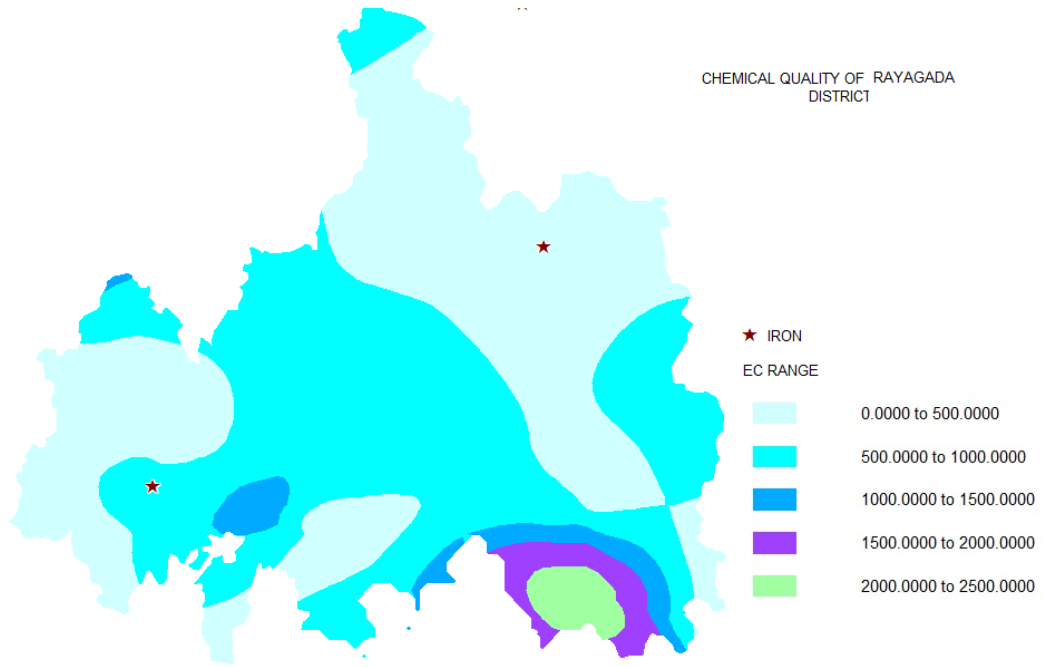 CHEMICAL QUALITY OF RAYAGADA
DISTRICT
IRON
EC RANGE
0.0000 to 500.0000
500.0000 to 1000.0000
1000.0000 to 1500.0000
1500.0000 to 2000.0000
2000.0000 to 2500.0000